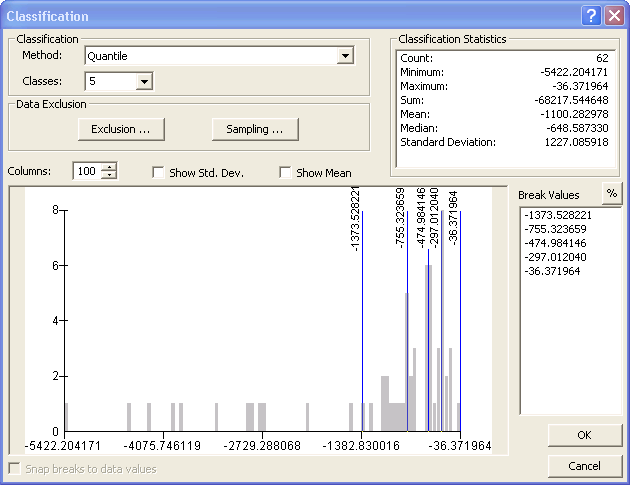 Classification
Classification
Method: Quantile
Classes: 5
Data Exclusion
Exclusion ...
Sampling ...
Classification Statistics
Count: 62
Minimum: -5422.204171
Maximum: -36.371964
Sum: -68217.544648
Mean: -1100.282978
Median: -648.587330
Standard Deviation: 1227.085918
Columns: 100
Show Std. Dev.
Show Mean
%
Break Values
-1373.528221
-755.323659
-474.984146
-297.012040
-36.371964
-1373.528221
-755.323659
-474.984146
-297.012040
-36.371964
8
6
4
2
0
-5422.204171
-4075.746119
-2729.288068
-1382.830016
-36.371964
Snap breaks to data values
OK
Cancel